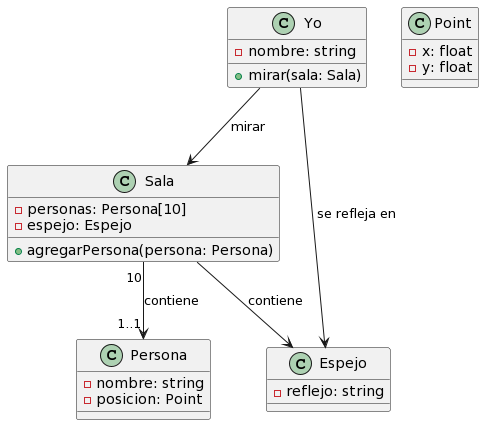 C Yo
nombre: string
mirar(sala: Sala)
C Point
x: float
y: float
mirar
C Sala
personas: Persona[10]
espejo: Espejo
agregarPersona(persona: Persona)
se refleja en
10
contiene
contiene
1..1
C Persona
nombre: string
posicion: Point
C Espejo
reflejo: string